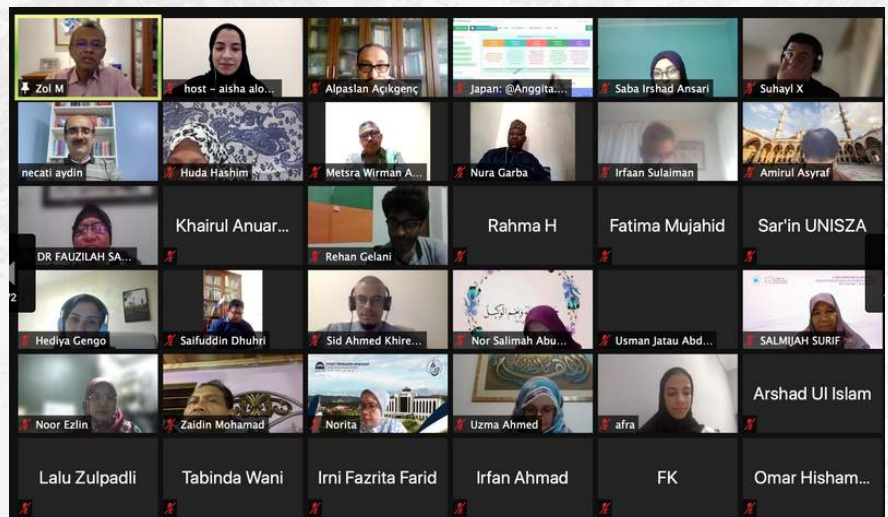 Zol M
host - aisha alo...
Alpaslan Açıkgenç
Japan: @Anggita....
Saba Irshad Ansari
Suhayl X
necati aydin
Huda Hashim
Metsra Wirman A...
Nura Garba
Irfaan Sulaiman
Amirul Asyraf
DR FAUZILAH SA...
Khairul Anuar...
Rehan Gelani
Rahma H
Fatima Mujahid
Sar'in UNISZA
/2
Hediya Gengo
Saifuddin Dhuhri
Sid Ahmed Khire...
Nor Salimah Abu...
Usman Jatau Abd...
SALMIJAH SURIF
Noor Ezlin
Zaidin Mohamad
Norita
Uzma Ahmed
afra
Arshad Ul Islam
Lalu Zulpadli
Tabinda Wani
Irni Fazrita Farid
Irfan Ahmad
FK
Omar Hisham...